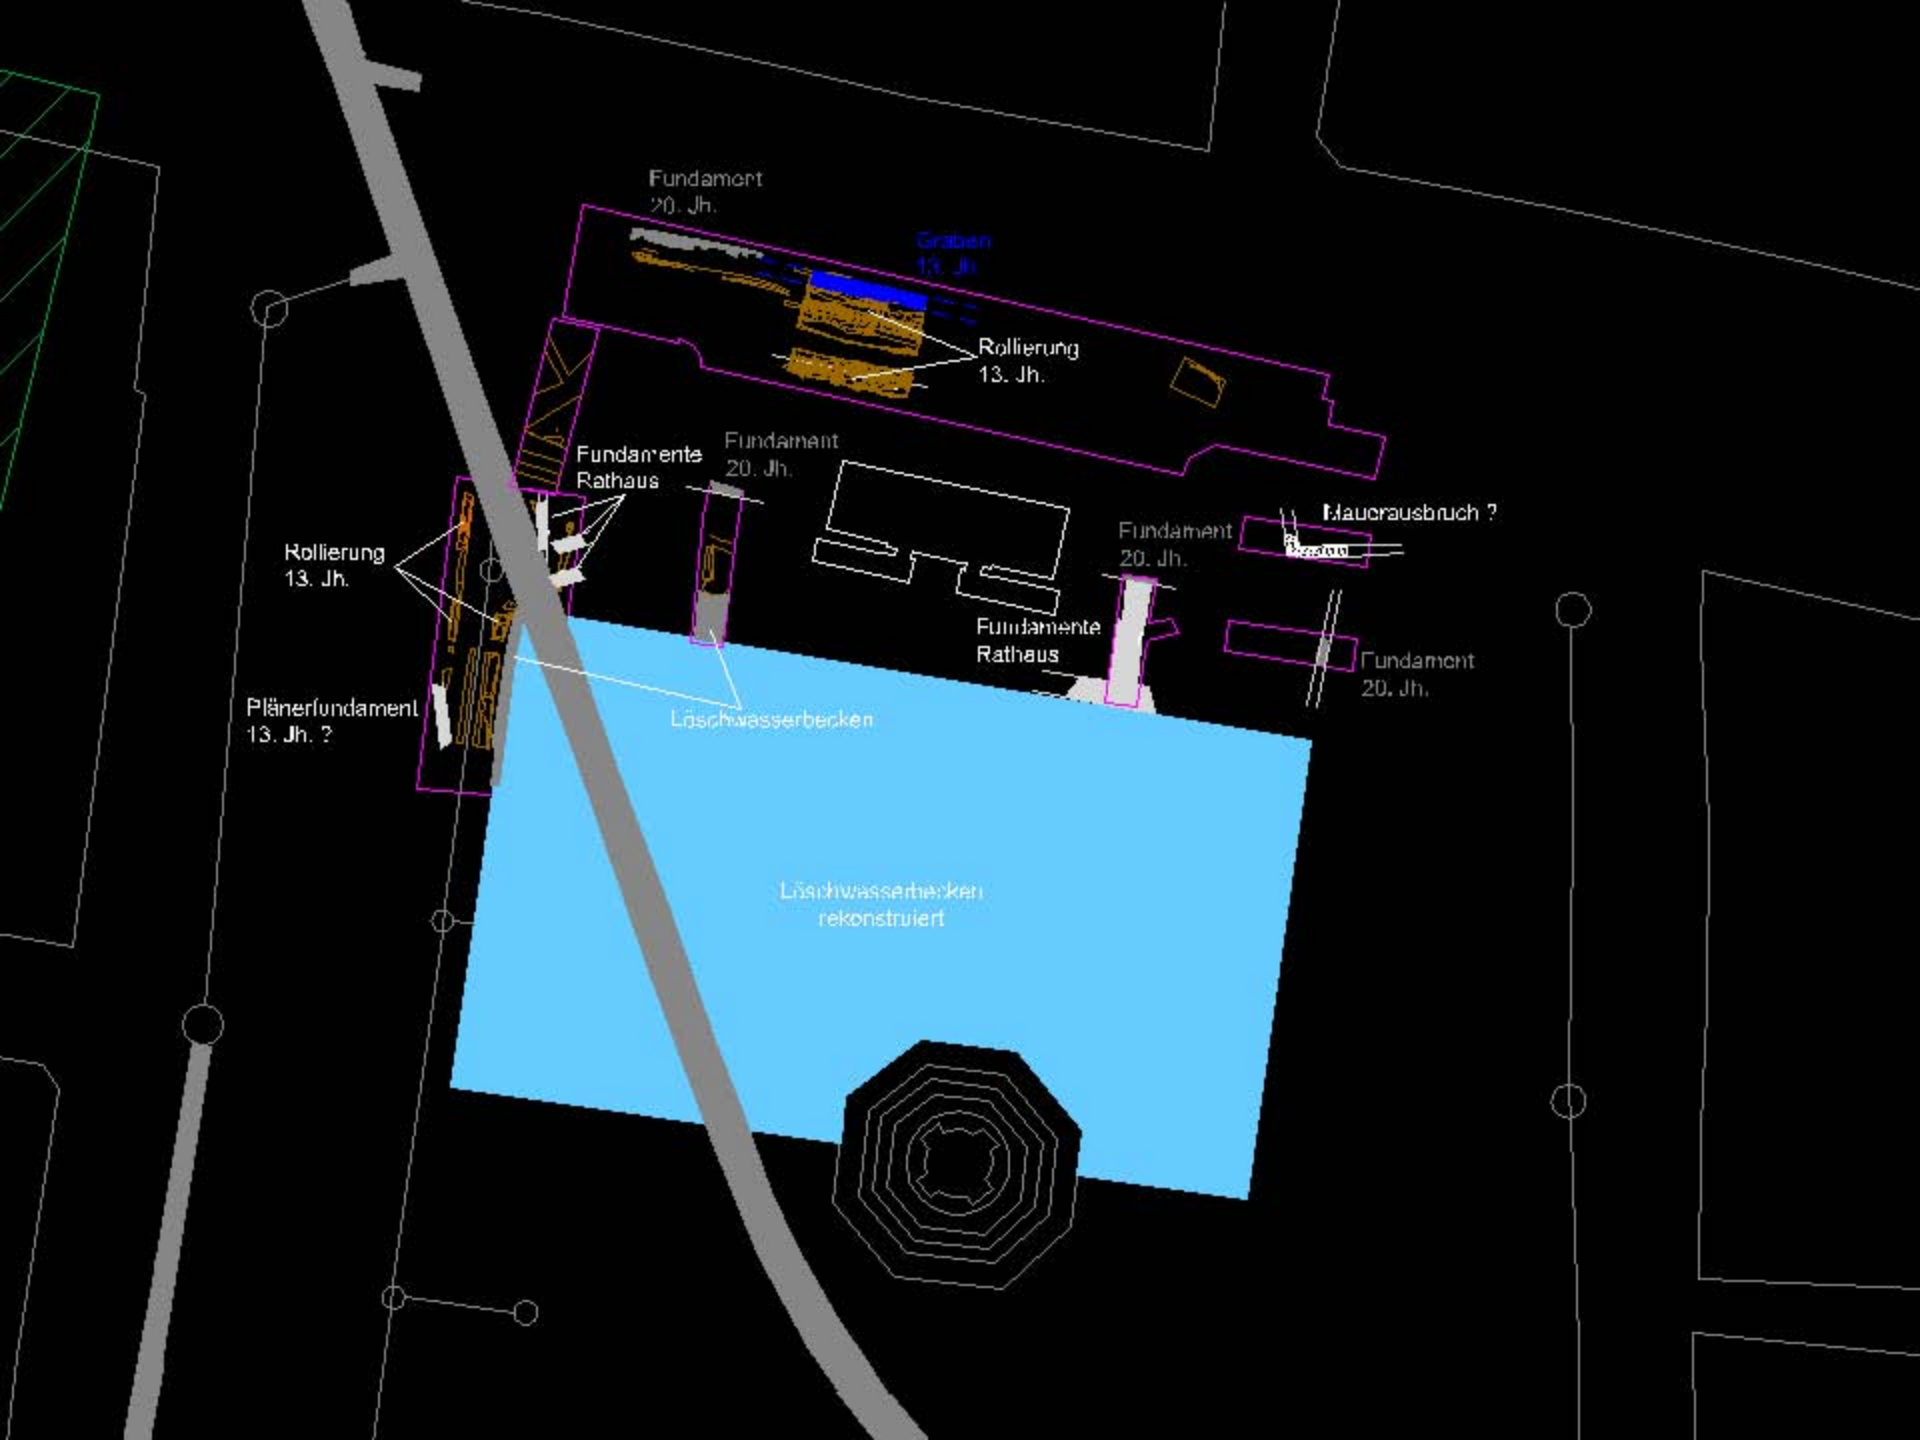 Fundament
20. Jh.
Graben
13. Jh.
Rollierung
13. Jh.
Fundamente
Rathaus
Fundament
20. Jh.
Mauerausbruch ?
Fundament
20. Jh.
Rollierung
13. Jh.
Fundamente
Rathaus
Fundament
20. Jh.
Plänerfundament
13. Jh. ?
Löschwasserbecken
Löschwasserbecken
rekonstruiert